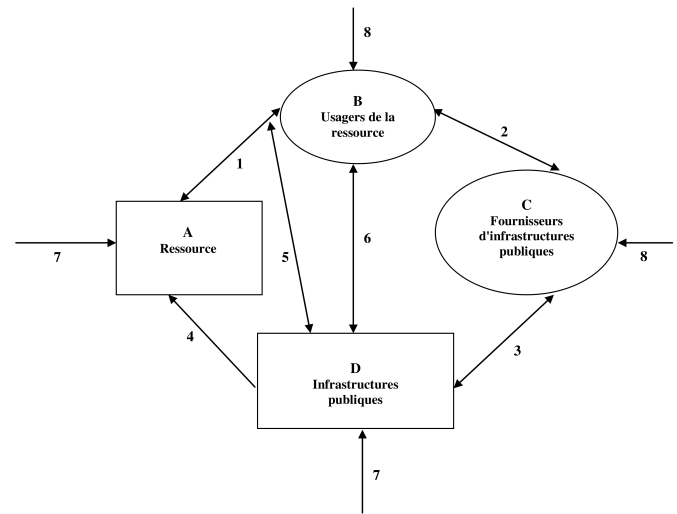 8
B
Usagers de la
ressource
2
1
C
Fournisseurs
d'infrastructures
publiques
A
Ressource
6
7
5
8
4
3
D
Infrastructures
publiques
7